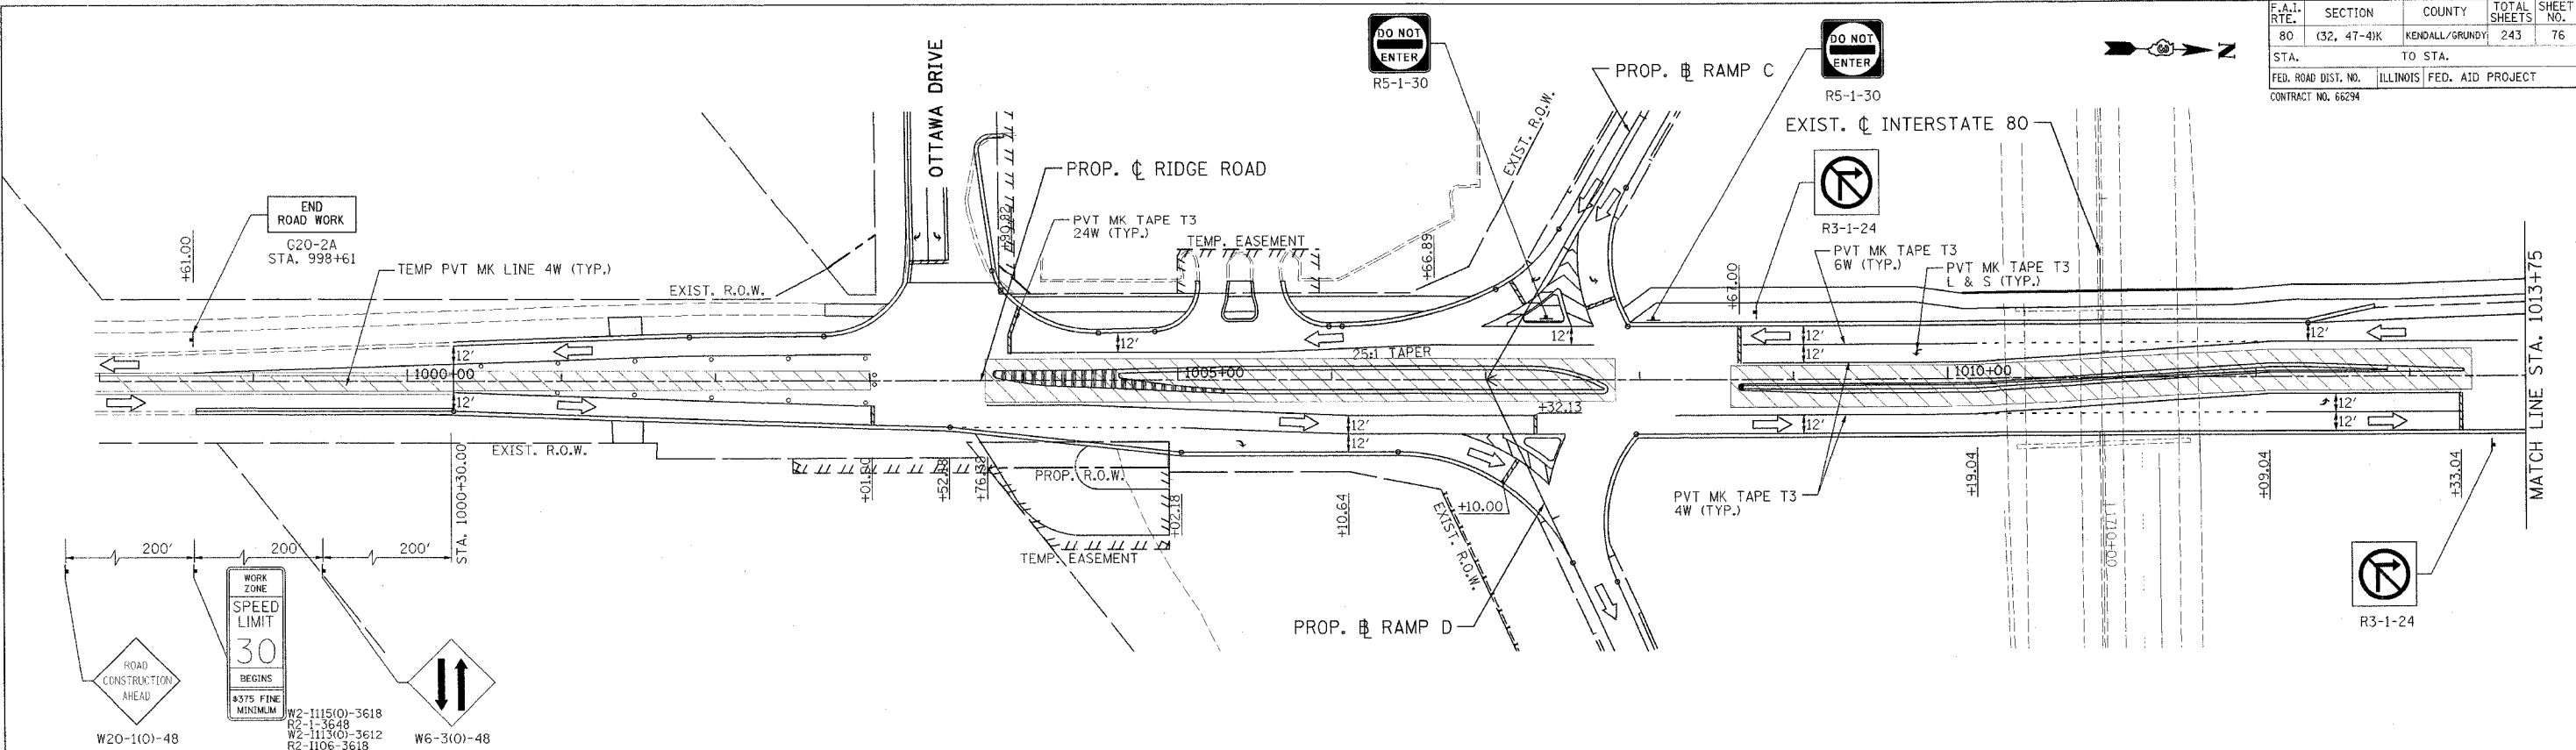 F.A.I. RTE. SECTION COUNTY TOTAL SHEETS SHEET NO.
80 (32, 47-4)K KENDALL/GRUNDY 243 76
STA. TO STA.
FED. ROAD DIST. NO. ILLINOIS FED. AID PROJECT
CONTRACT NO. 66294
N
DO NOT
ENTER
R5-1-30
DO NOT
ENTER
R5-1-30
PROP. ℄ RIDGE ROAD
PROP. B RAMP C
EXIST. ℄ INTERSTATE 80
OTTAWA DRIVE
END
ROAD WORK
G20-2A
STA. 998+61
+61.00
TEMP PVT MK LINE 4W (TYP.)
EXIST. R.O.W.
+90.82
PVT MK TAPE T3
24W (TYP.)
TEMP. EASEMENT
+66.89
EXIST. R.O.W.
R3-1-24
PVT MK TAPE T3
6W (TYP.)
PVT MK TAPE T3
L & S (TYP.)
+67.00
MATCH LINE STA. 1013+75
12'
12'
12'
12'
12'
12'
25:1 TAPER
1000+00
1005+00
1010+00
12'
+32.13
12'
12'
12'
12'
12'
EXIST. R.O.W.
STA. 1000+30.00
+01.90
+52.18
+76.38
PROP. R.O.W.
+02.18
TEMP. EASEMENT
+10.64
+10.00
EXIST. R.O.W.
PVT MK TAPE T3
4W (TYP.)
+19.04
+09.04
+33.04
1170+00
R3-1-24
PROP. B RAMP D
200'
200'
200'
ROAD
CONSTRUCTION
AHEAD
W20-1(O)-48
WORK
ZONE
SPEED
LIMIT
30
BEGINS
$375 FINE
MINIMUM
W2-I115(O)-3618
R2-1-3648
W2-I113(O)-3612
R2-I106-3618
W6-3(O)-48